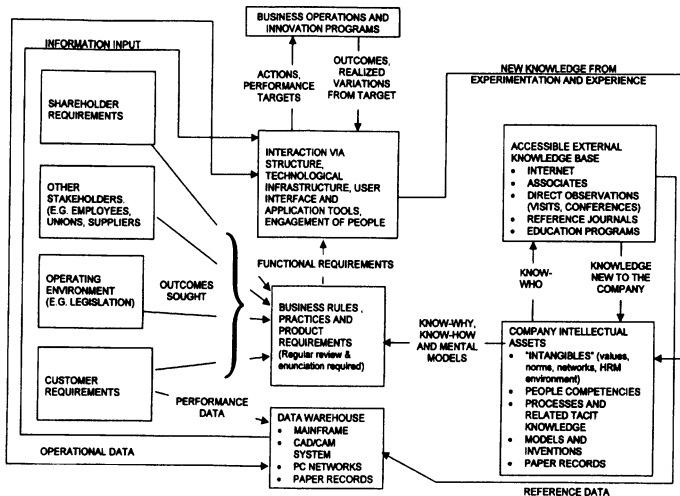 BUSINESS OPERATIONS AND
INNOVATION PROGRAMS
INFORMATION INPUT
ACTIONS,
PERFORMANCE
TARGETS
OUTCOMES,
REALIZED
VARIATIONS
FROM TARGET
NEW KNOWLEDGE FROM
EXPERIMENTATION AND EXPERIENCE
SHAREHOLDER
REQUIREMENTS
OTHER
STAKEHOLDERS.
(E.G. EMPLOYEES,
UNIONS, SUPPLIERS
OPERATING
ENVIRONMENT
(E.G. LEGISLATION)
CUSTOMER
REQUIREMENTS
OUTCOMES
SOUGHT
PERFORMANCE
DATA
OPERATIONAL DATA
INTERACTION VIA
STRUCTURE,
TECHNOLOGICAL
INFRASTRUCTURE, USER
INTERFACE AND
APPLICATION TOOLS,
ENGAGEMENT OF PEOPLE
FUNCTIONAL REQUIREMENTS
BUSINESS RULES ,
PRACTICES AND
PRODUCT
REQUIREMENTS
(Regular review &
enunciation required)
DATA WAREHOUSE
• MAINFRAME
• CAD/CAM
SYSTEM
• PC NETWORKS
• PAPER RECORDS
KNOW-WHY,
KNOW-HOW
AND MENTAL
MODELS
ACCESSIBLE EXTERNAL
KNOWLEDGE BASE
• INTERNET
• ASSOCIATES
• DIRECT OBSERVATIONS
(VISITS, CONFERENCES)
• REFERENCE JOURNALS
• EDUCATION PROGRAMS
KNOW-
WHO
KNOWLEDGE
NEW TO THE
COMPANY
COMPANY INTELLECTUAL
ASSETS
• "INTANGIBLES" (values,
norms, networks, HRM
environment)
• PEOPLE COMPETENCIES
• PROCESSES AND
RELATED TACIT
KNOWLEDGE
• MODELS AND
INVENTIONS
• PAPER RECORDS
REFERENCE DATA